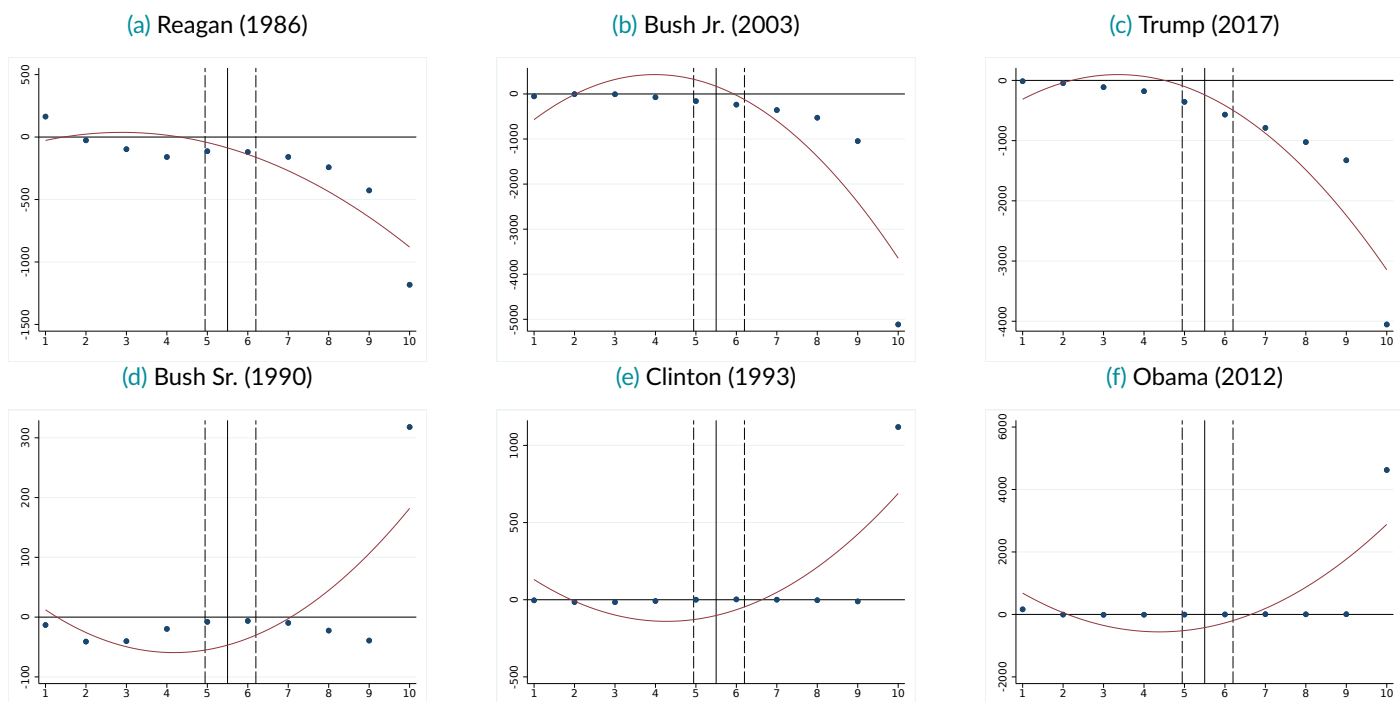 (a) Reagan (1986)
(b) Bush Jr. (2003)
(c) Trump (2017)
500
0
-500
-1000
-1500
1 2 3 4 5 6 7 8 9 10
0
-1000
-2000
-3000
-4000
-5000
1 2 3 4 5 6 7 8 9 10
0
-1000
-2000
-3000
-4000
1 2 3 4 5 6 7 8 9 10
(d) Bush Sr. (1990)
(e) Clinton (1993)
(f) Obama (2012)
300
200
100
0
-100
1 2 3 4 5 6 7 8 9 10
1000
500
0
-500
1 2 3 4 5 6 7 8 9 10
6000
4000
2000
0
-2000
1 2 3 4 5 6 7 8 9 10